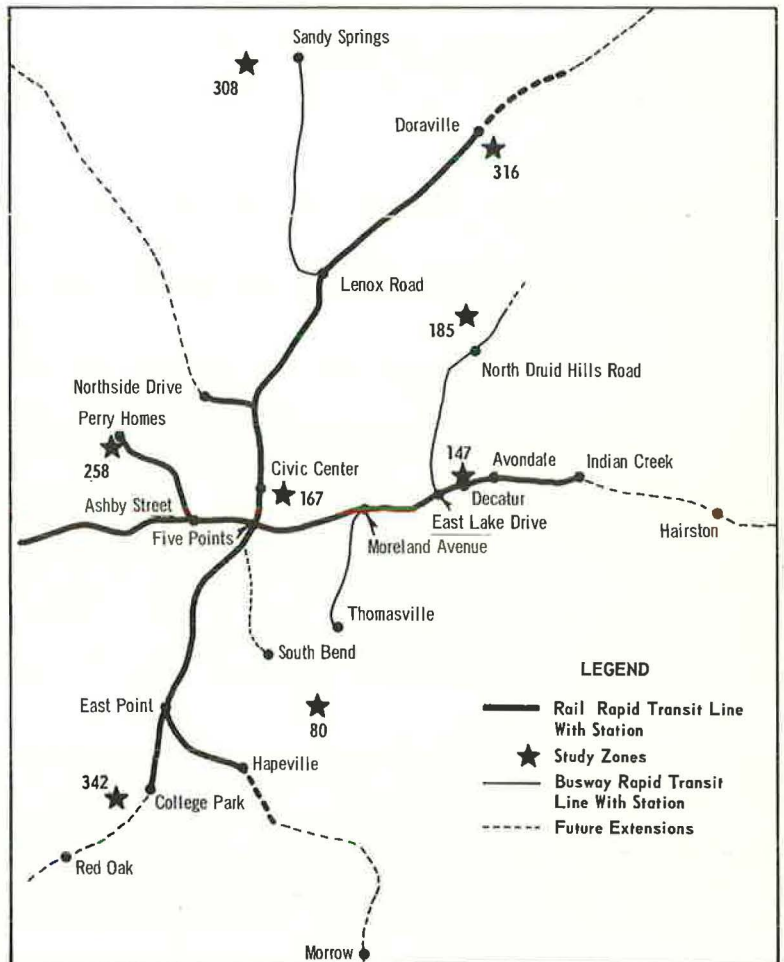 Sandy Springs
308
Doraville
316
Lenox Road
185
North Druid Hills Road
Northside Drive
Perry Homes
258
147
Avondale
Indian Creek
Civic Center
167
Decatur
Ashby Street
East Lake Drive
Five Points
Hairston
Moreland Avenue
Thomasville
South Bend
LEGEND
East Point
80
Rail Rapid Transit Line
With Station
Study Zones
Hapeville
342
Busway Rapid Transit
Line With Station
College Park
Future Extensions
Red Oak
Morrow